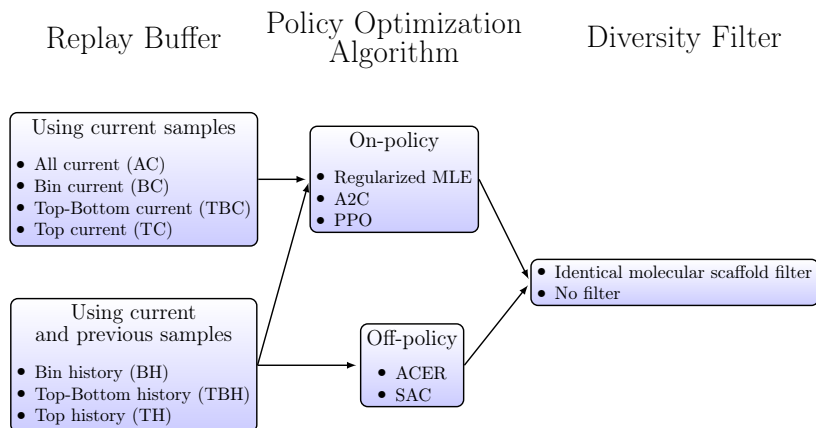 Replay Buffer
Policy Optimization
Algorithm
Diversity Filter
Using current samples
• All current (AC)
• Bin current (BC)
• Top-Bottom current (TBC)
• Top current (TC)
Using current
and previous samples
• Bin history (BH)
• Top-Bottom history (TBH)
• Top history (TH)
On-policy
• Regularized MLE
• A2C
• PPO
Off-policy
• ACER
• SAC
• Identical molecular scaffold filter
• No filter